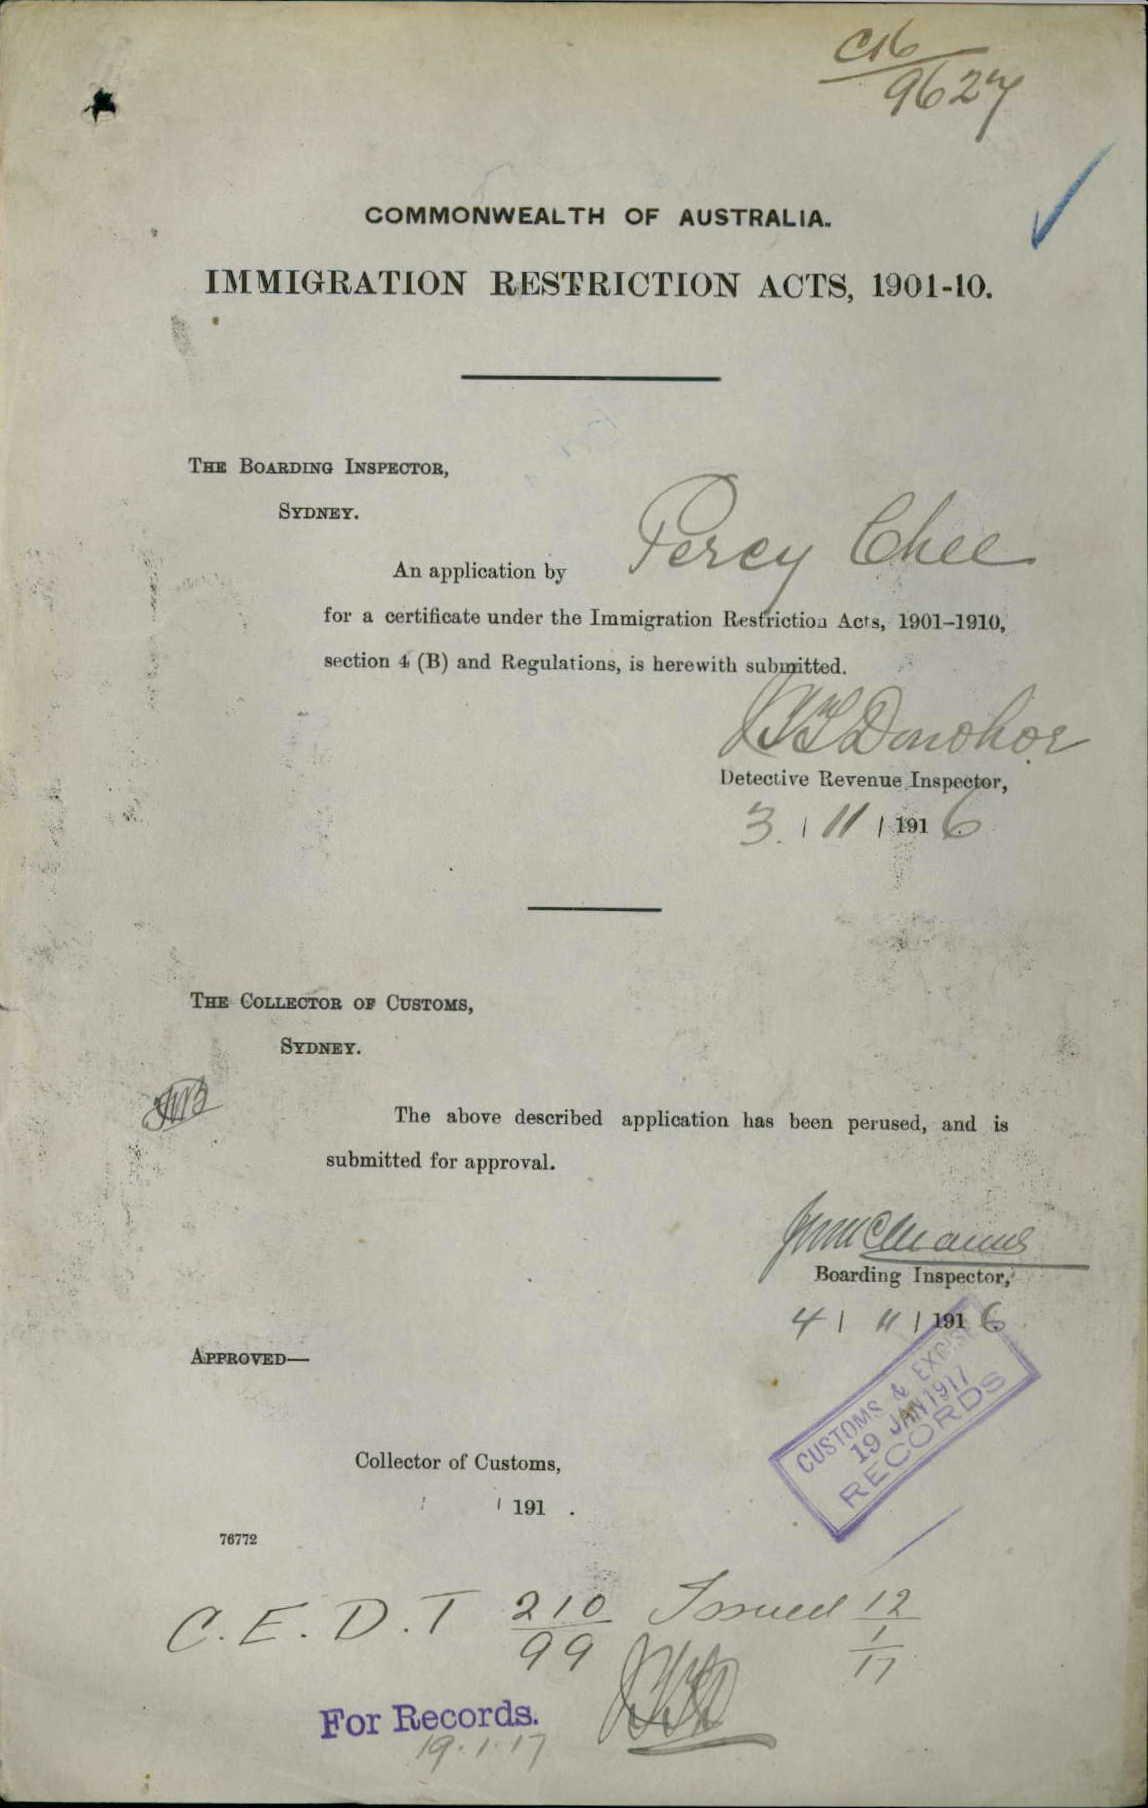 C16
9627
COMMONWEALTH OF AUSTRALIA.
IMMIGRATION RESTRICTION ACTS, 1901-10.
THE BOARDING INSPECTOR,
SYDNEY.
An application by Percy Chee
for a certificate under the Immigration Restriction Acts, 1901–1910,
section 4 (B) and Regulations, is herewith submitted.
Donohoe
Detective Revenue Inspector,
3 / 11 / 1916.
THE COLLECTOR OF CUSTOMS,
SYDNEY.
The above described application has been perused, and is
submitted for approval.
Boarding Inspector,
4 / 11 / 1916.
APPROVED—
CUSTOMS & EXCISE
19 JAN 1917
RECORDS
Collector of Customs,
/ / 191 .
76772
C.E.D.T 210/99 Issued 12/1/17
For Records.
19.1.17